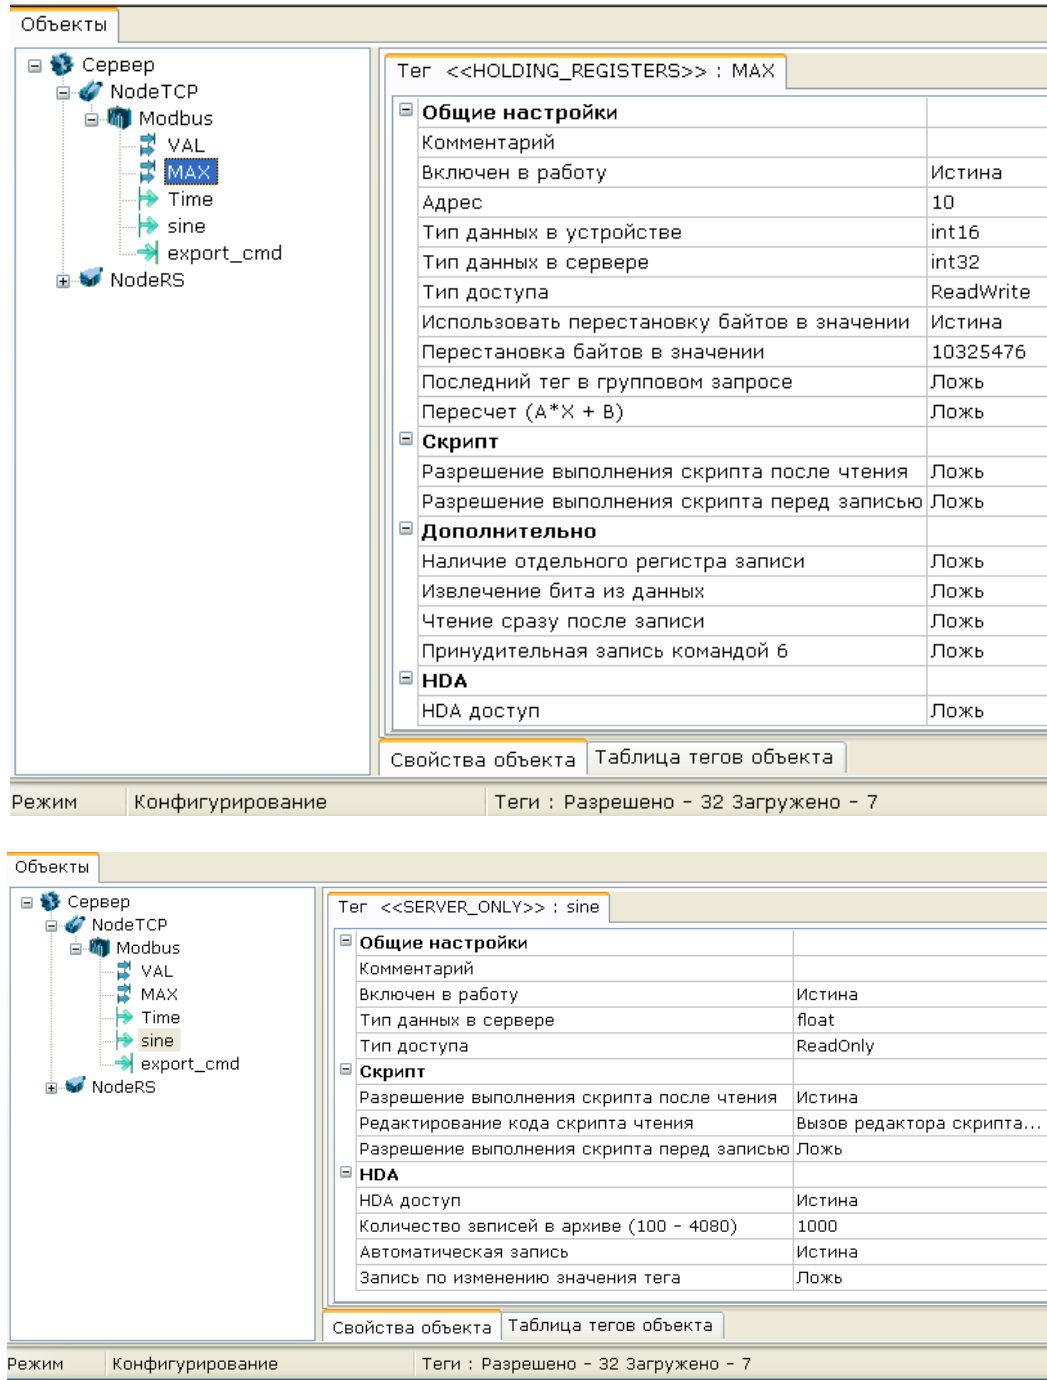 Объекты
Сервер
NodeTCP
Modbus
VAL
MAX
Time
sine
export_cmd
NodeRS
Тег <<HOLDING_REGISTERS>> : MAX
Общие настройки
Комментарий
Включен в работу Истина
Адрес 10
Тип данных в устройстве int16
Тип данных в сервере int32
Тип доступа ReadWrite
Использовать перестановку байтов в значении Истина
Перестановка байтов в значении 10325476
Последний тег в групповом запросе Ложь
Пересчет (A*X + B) Ложь
Скрипт
Разрешение выполнения скрипта после чтения Ложь
Разрешение выполнения скрипта перед записью Ложь
Дополнительно
Наличие отдельного регистра записи Ложь
Извлечение бита из данных Ложь
Чтение сразу после записи Ложь
Принудительная запись командой 6 Ложь
HDA
HDA доступ Ложь
Свойства объекта Таблица тегов объекта
Режим Конфигурирование Теги : Разрешено - 32 Загружено - 7
Объекты
Сервер
NodeTCP
Modbus
VAL
MAX
Time
sine
export_cmd
NodeRS
Тег <<SERVER_ONLY>> : sine
Общие настройки
Комментарий
Включен в работу Истина
Тип данных в сервере float
Тип доступа ReadOnly
Скрипт
Разрешение выполнения скрипта после чтения Истина
Редактирование кода скрипта чтения Вызов редактора скрипта...
Разрешение выполнения скрипта перед записью Ложь
HDA
HDA доступ Истина
Количество звписей в архиве (100 - 4080) 1000
Автоматическая запись Истина
Запись по изменению значения тега Ложь
Свойства объекта Таблица тегов объекта
Режим Конфигурирование Теги : Разрешено - 32 Загружено - 7